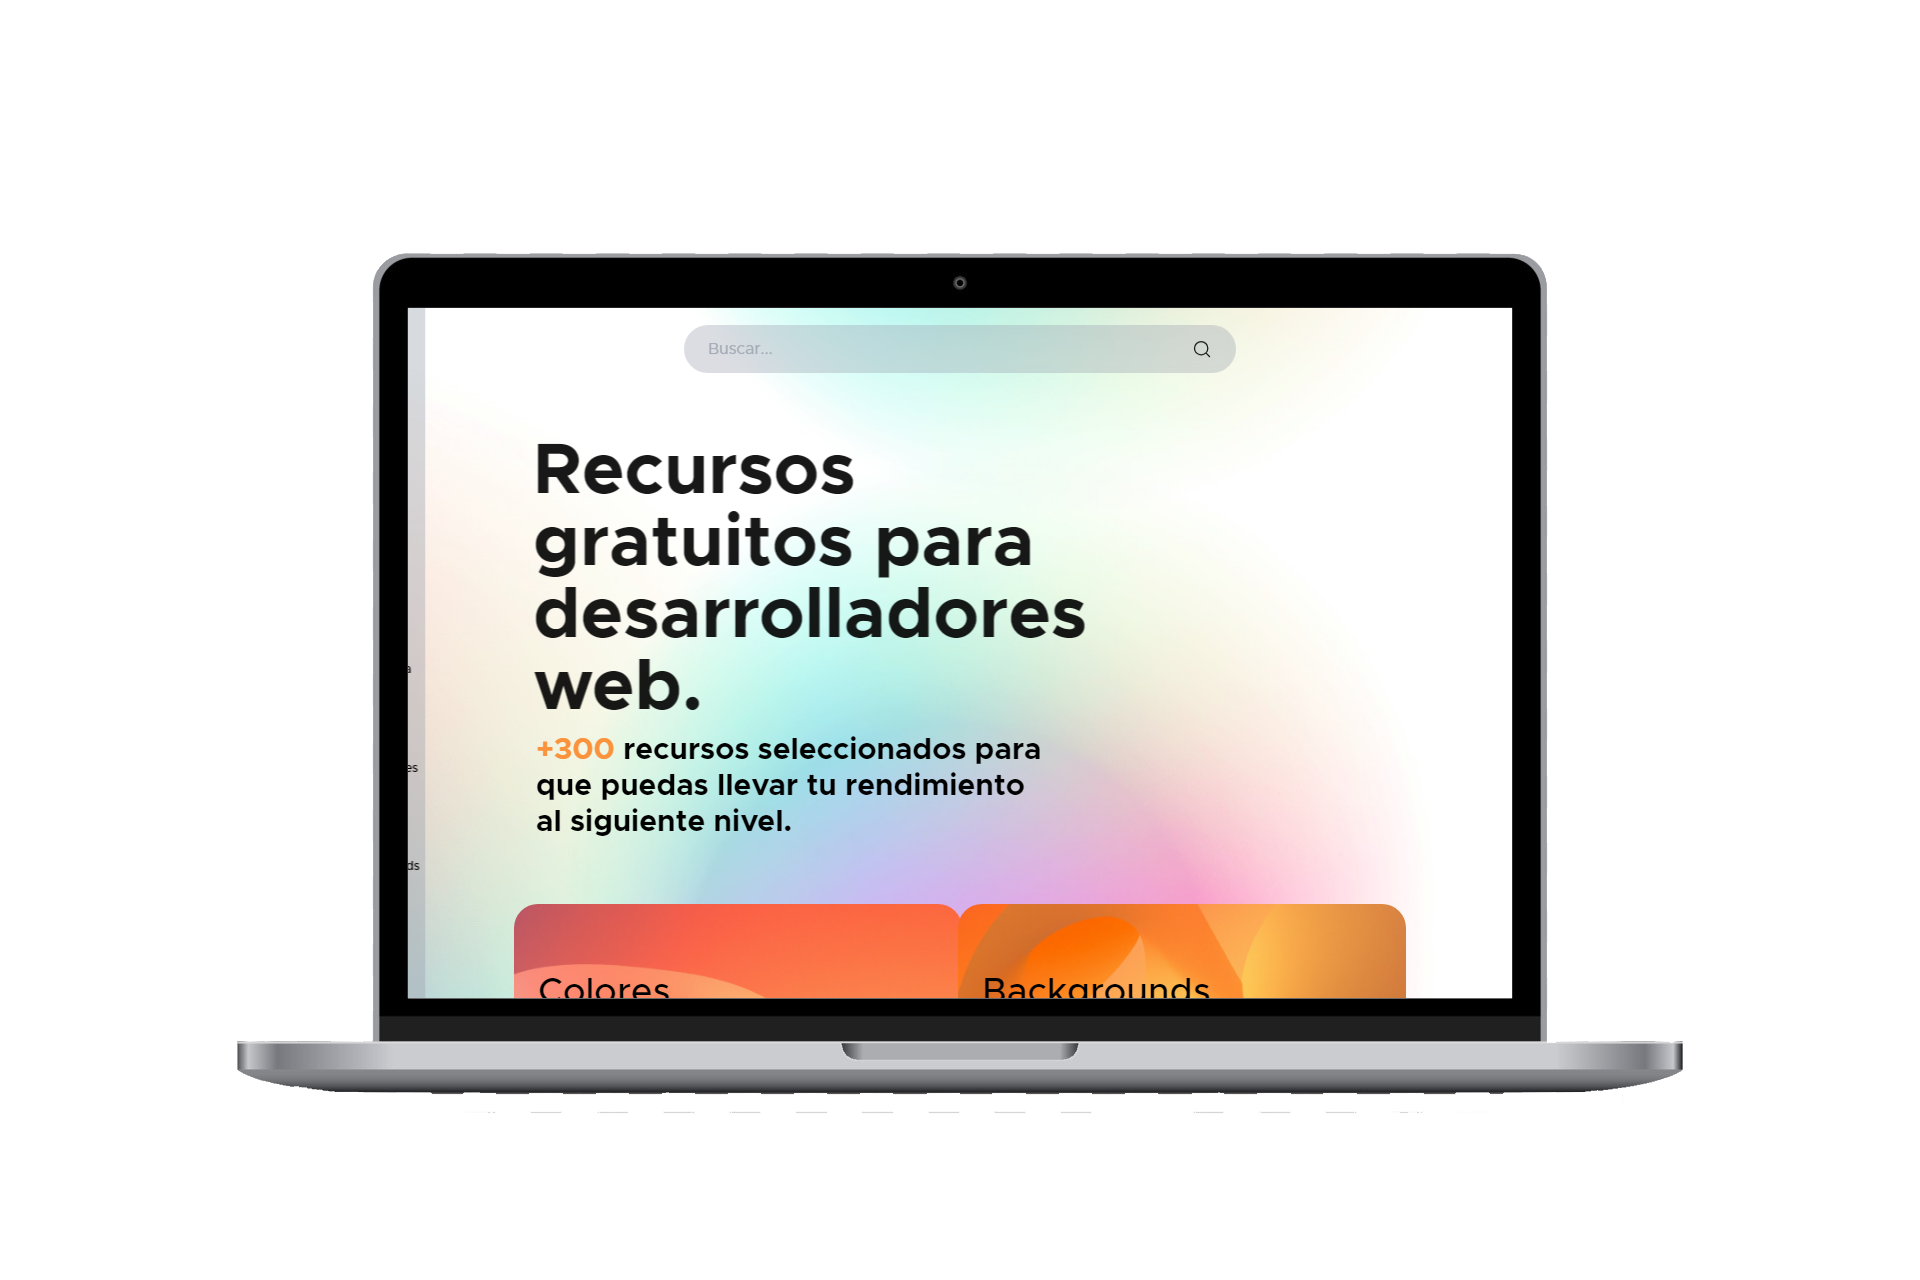 Buscar...
Recursos
gratuitos para
desarrolladores
web.
+300 recursos seleccionados para
que puedas llevar tu rendimiento
al siguiente nivel.
Colores
Backgrounds